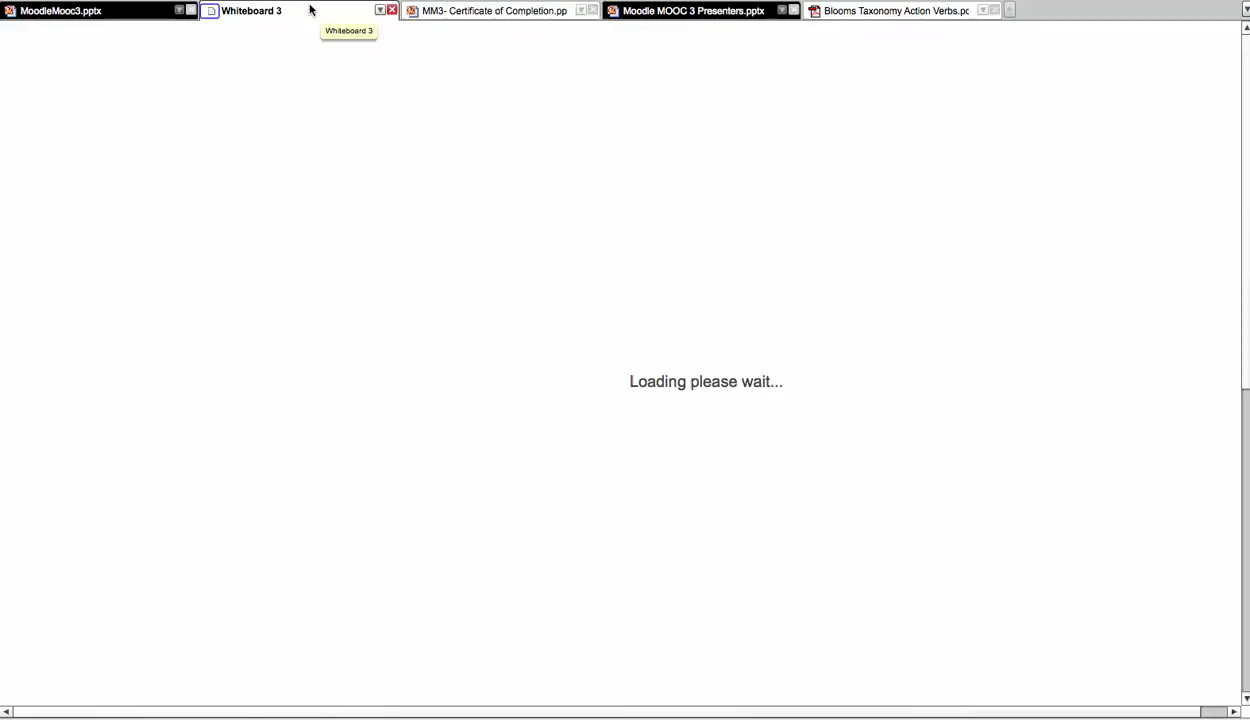 MoodleMooc3.pptx
Whiteboard 3
MM3- Certificate of Completion.pp
Moodle MOOC 3 Presenters.pptx
Blooms Taxonomy Action Verbs.pc
Whiteboard 3
Loading please wait...